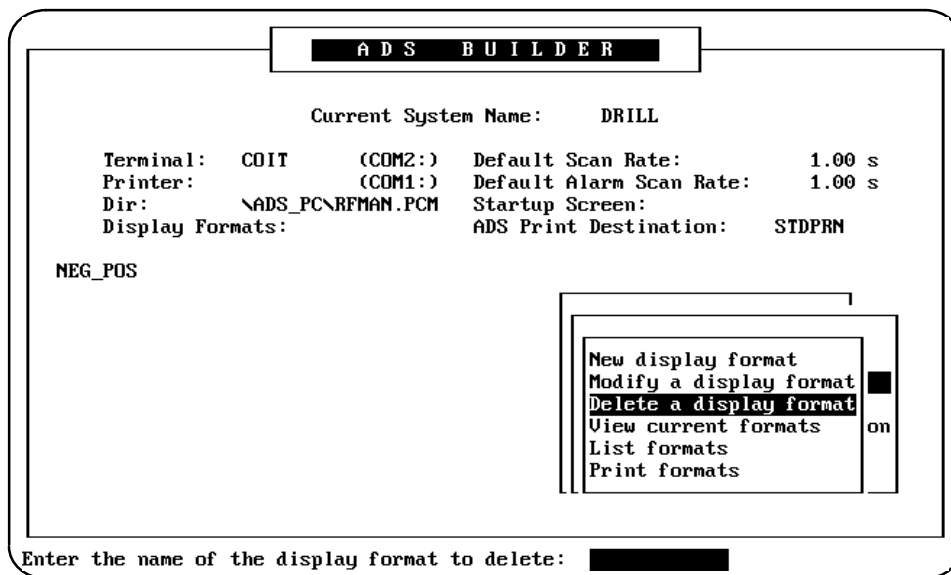 ADS BUILDER
Current System Name: DRILL
Terminal: COIT (COM2:) Default Scan Rate: 1.00 s
Printer: (COM1:) Default Alarm Scan Rate: 1.00 s
Dir: \ADS_PC\RFMAN.PCM Startup Screen:
Display Formats: ADS Print Destination: STDPRN
NEG_POS
New display format
Modify a display format
Delete a display format
View current formats on
List formats
Print formats
Enter the name of the display format to delete: